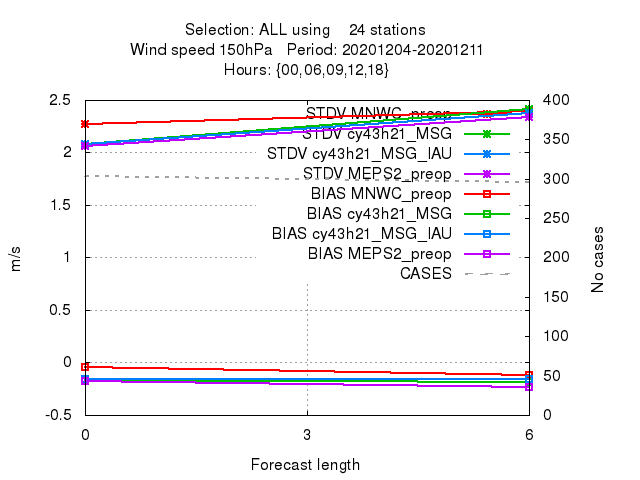 Selection: ALL using 24 stations
Wind speed 150hPa Period: 20201204-20201211
Hours: {00,06,09,12,18}
2.5
2
1.5
1
0.5
0
-0.5
m/s
STDV MNWC_preop
STDV cy43h21_MSG
STDV cy43h21_MSG_IAU
STDV MEPS2_preop
BIAS MNWC_preop
BIAS cy43h21_MSG
BIAS cy43h21_MSG_IAU
BIAS MEPS2_preop
CASES
400
350
300
250
200
150
100
50
0
No cases
0 3 6
Forecast length